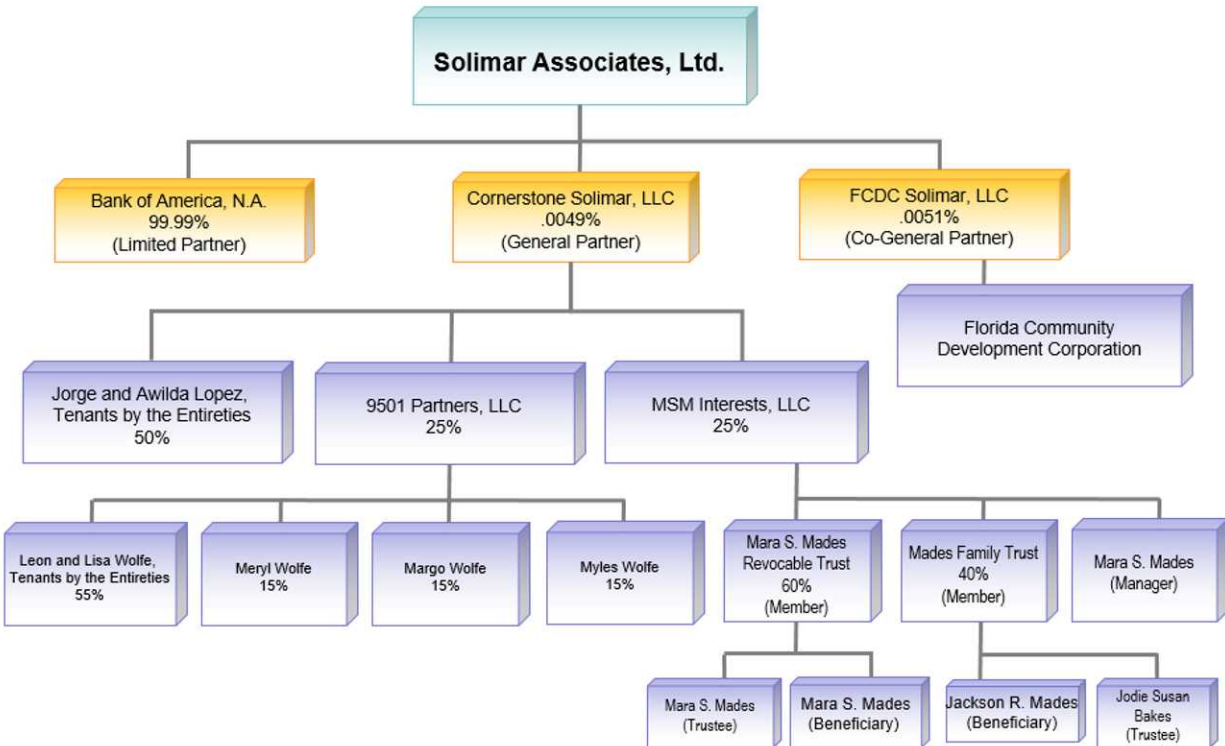 Solimar Associates, Ltd.
Bank of America, N.A.
99.99%
(Limited Partner)
Cornerstone Solimar, LLC
.0049%
(General Partner)
FCDC Solimar, LLC
.0051%
(Co-General Partner)
Florida Community
Development Corporation
Jorge and Awilda Lopez,
Tenants by the Entireties
50%
9501 Partners, LLC
25%
MSM Interests, LLC
25%
Leon and Lisa Wolfe,
Tenants by the Entireties
55%
Meryl Wolfe
15%
Margo Wolfe
15%
Myles Wolfe
15%
Mara S. Mades
Revocable Trust
60%
(Member)
Mades Family Trust
40%
(Member)
Mara S. Mades
(Manager)
Mara S. Mades
(Trustee)
Mara S. Mades
(Beneficiary)
Jackson R. Mades
(Beneficiary)
Jodie Susan
Bakes
(Trustee)